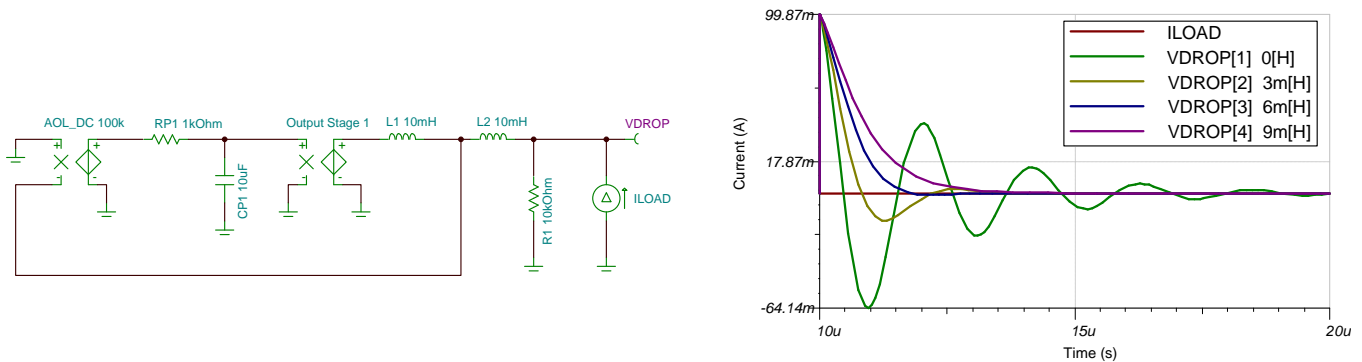 AOL_DC 100k
RP1 1kOhm
CP1 10uF
Output Stage 1
L1 10mH
L2 10mH
VDROP
R1 10kOhm
ILOAD
+
-
+
-
+
-
+
-
99.87m
17.87m
-64.14m
Current (A)
ILOAD
VDROP[1] 0[H]
VDROP[2] 3m[H]
VDROP[3] 6m[H]
VDROP[4] 9m[H]
10u
15u
20u
Time (s)